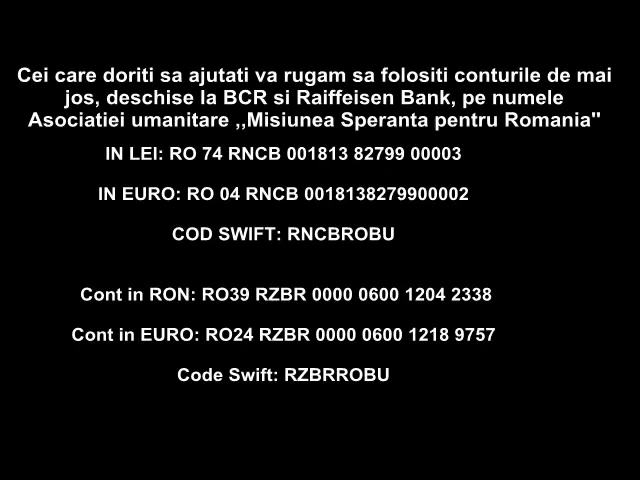 Cei care doriti sa ajutati va rugam sa folositi conturile de mai
jos, deschise la BCR si Raiffeisen Bank, pe numele
Asociatiei umanitare ,,Misiunea Speranta pentru Romania"
IN LEI: RO 74 RNCB 001813 82799 00003
IN EURO: RO 04 RNCB 0018138279900002
COD SWIFT: RNCBROBU
Cont in RON: RO39 RZBR 0000 0600 1204 2338
Cont in EURO: RO24 RZBR 0000 0600 1218 9757
Code Swift: RZBRROBU